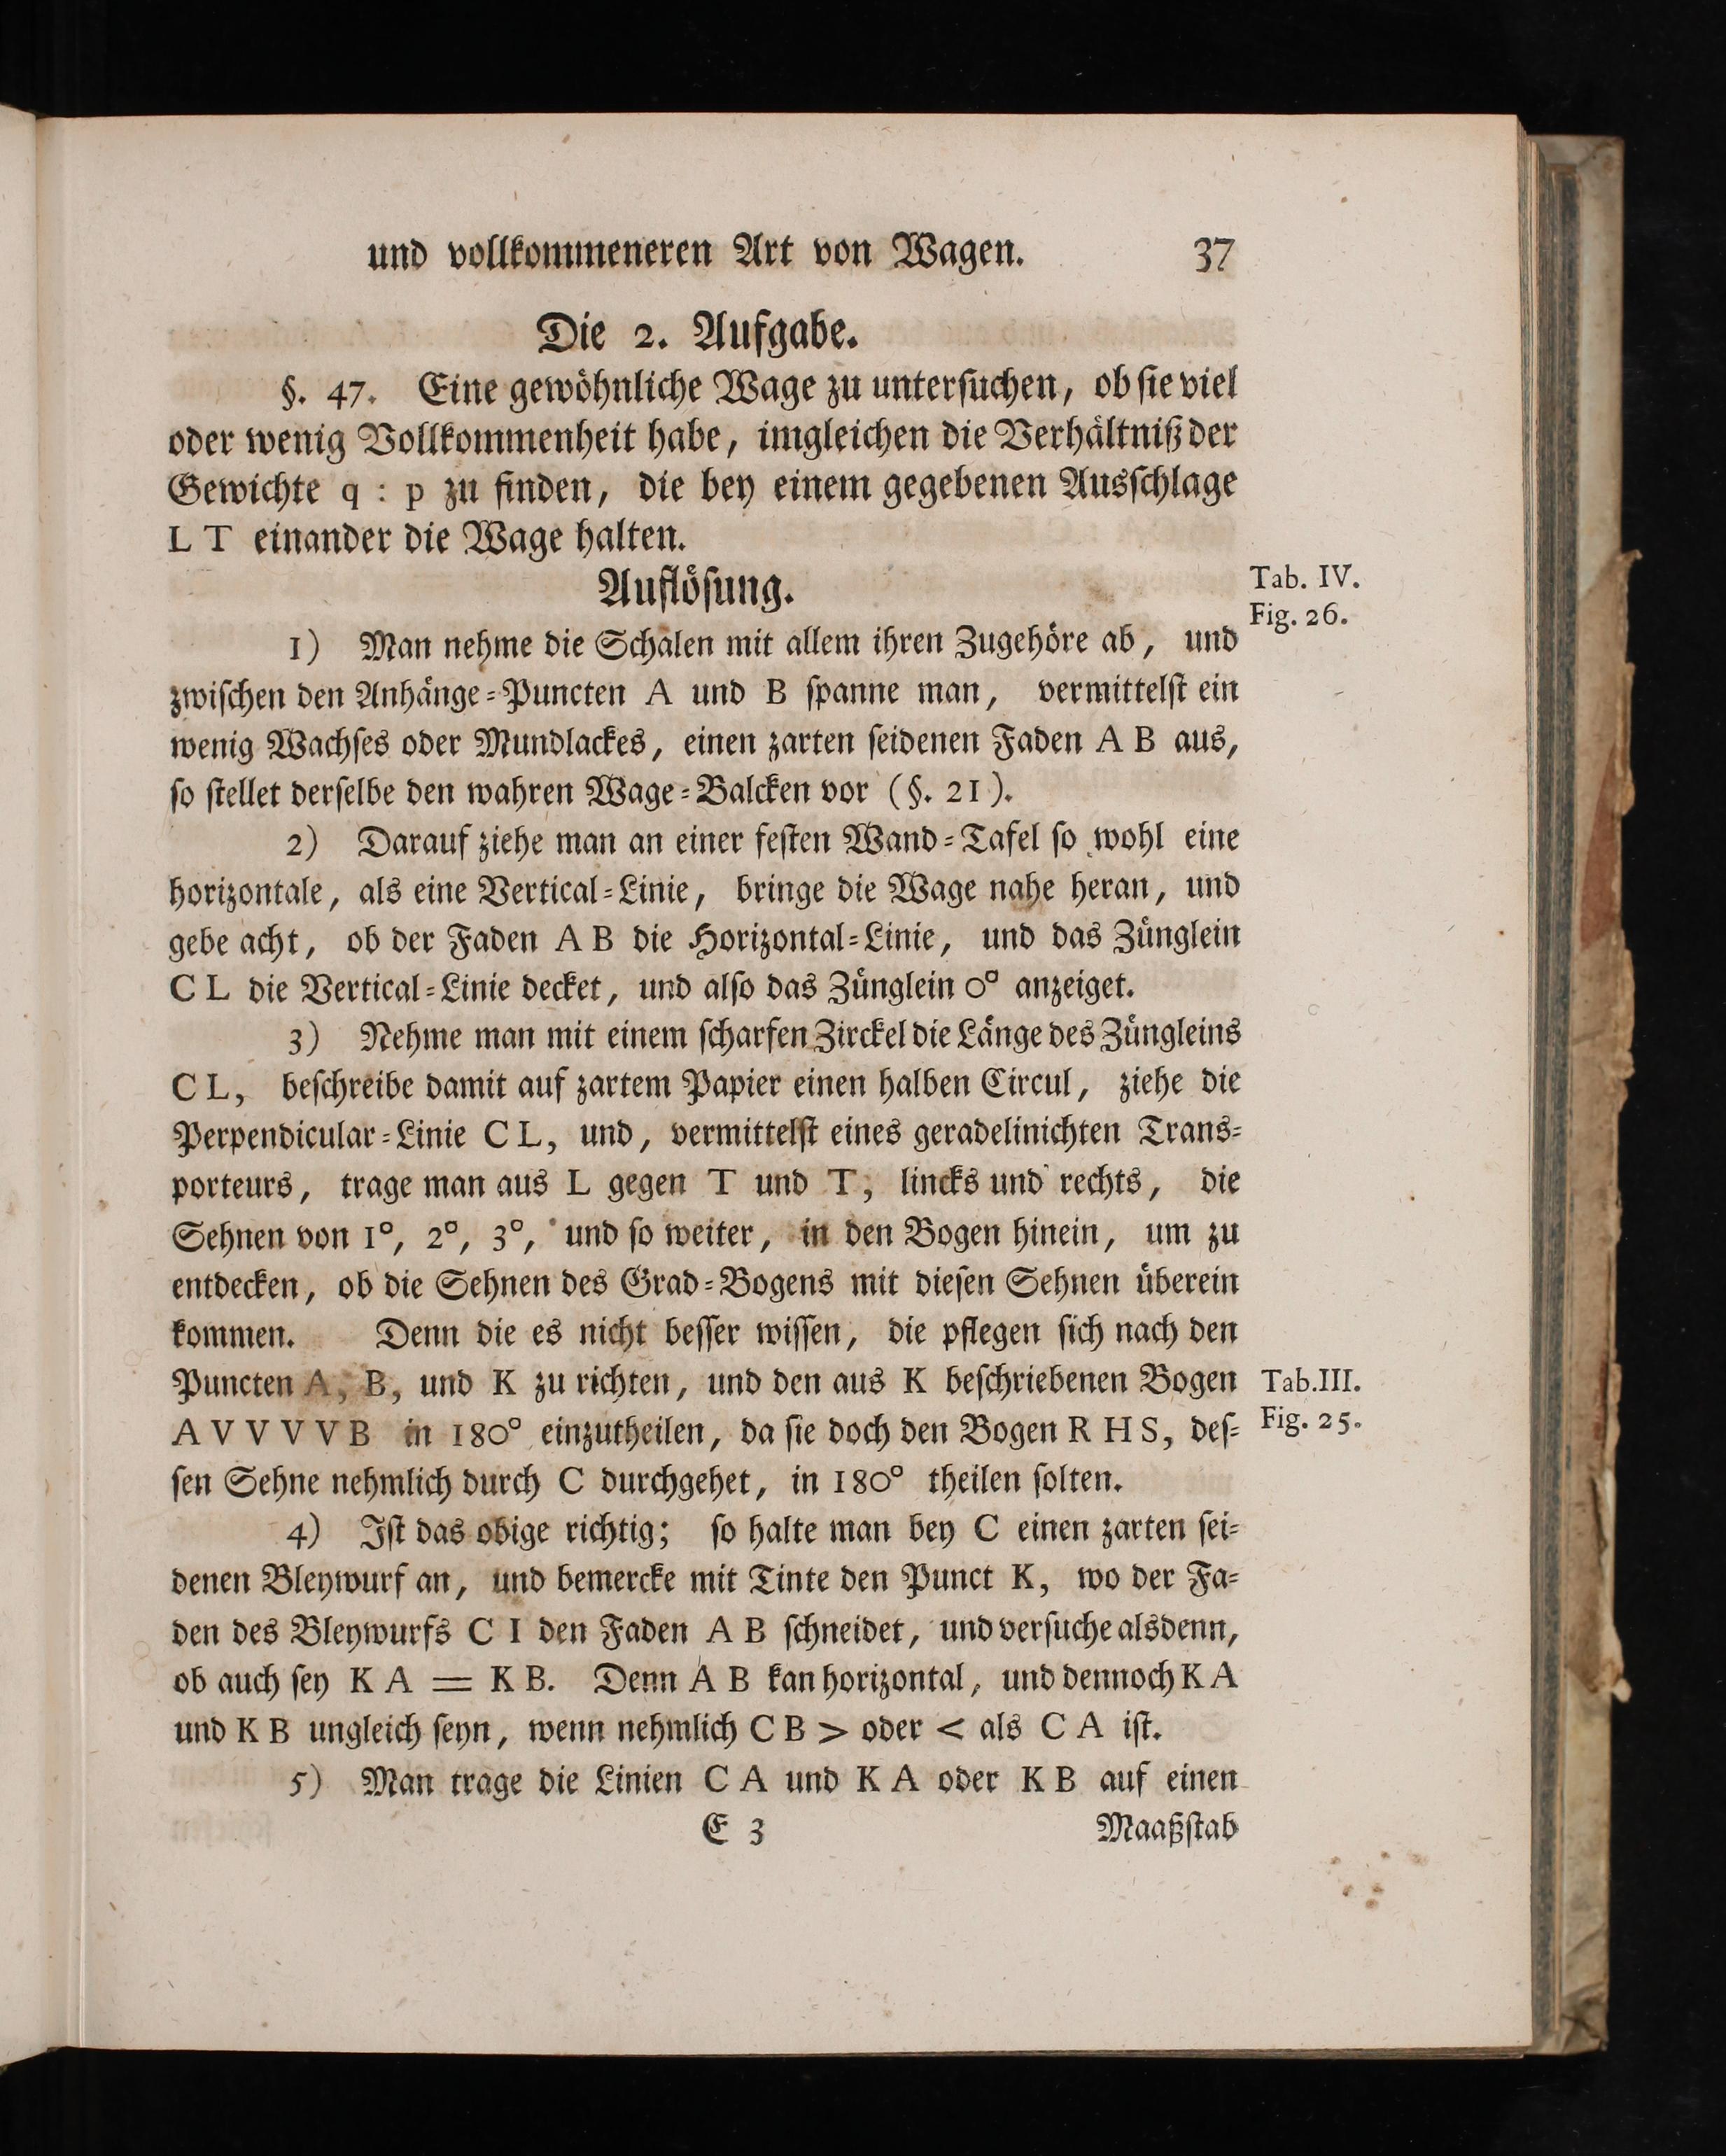 und vollkommeneren Art von Wagen. 37
Die 2. Aufgabe.
§. 47. Eine gewöhnliche Wage zu unterſuchen, ob ſie viel
oder wenig Vollkommenheit habe, imgleichen die Verhältniß der
Gewichte q : p zu finden, die bey einem gegebenen Ausſchlage
L T einander die Wage halten.
Auflöſung.
Tab. IV.
Fig. 26.
1) Man nehme die Schalen mit allem ihren Zugehöre ab, und
zwiſchen den Anhänge-Puncten A und B ſpanne man, vermittelſt ein
wenig Wachſes oder Mundlackes, einen zarten ſeidenen Faden A B aus,
ſo ſtellet derſelbe den wahren Wage-Balcken vor (§. 21).
2) Darauf ziehe man an einer feſten Wand-Tafel ſo wohl eine
horizontale, als eine Vertical-Linie, bringe die Wage nahe heran, und
gebe acht, ob der Faden A B die Horizontal-Linie, und das Zünglein
C L die Vertical-Linie decket, und alſo das Zünglein 0° anzeiget.
3) Nehme man mit einem ſcharfen Zirckel die Länge des Züngleins
C L, beſchreibe damit auf zartem Papier einen halben Circul, ziehe die
Perpendicular-Linie C L, und, vermittelſt eines geradelinichten Trans-
porteurs, trage man aus L gegen T und T, lincks und rechts, die
Sehnen von 1°, 2°, 3°, und ſo weiter, in den Bogen hinein, um zu
entdecken, ob die Sehnen des Grad-Bogens mit dieſen Sehnen überein
kommen. Denn die es nicht beſſer wiſſen, die pflegen ſich nach den
Puncten A, B, und K zu richten, und den aus K beſchriebenen Bogen
Tab. III.
A V V V V B in 180° einzutheilen, da ſie doch den Bogen R H S, deſ-
Fig. 25.
ſen Sehne nehmlich durch C durchgehet, in 180° theilen ſolten.
4) Iſt das obige richtig; ſo halte man bey C einen zarten ſei-
denen Bleywurf an, und bemercke mit Tinte den Punct K, wo der Fa-
den des Bleywurfs C I den Faden A B ſchneidet, und verſuche alsdenn,
ob auch ſey K A = K B. Denn A B kan horizontal, und dennoch K A
und K B ungleich ſeyn, wenn nehmlich C B > oder < als C A iſt.
5) Man trage die Linien C A und K A oder K B auf einen
E 3 Maaßſtab